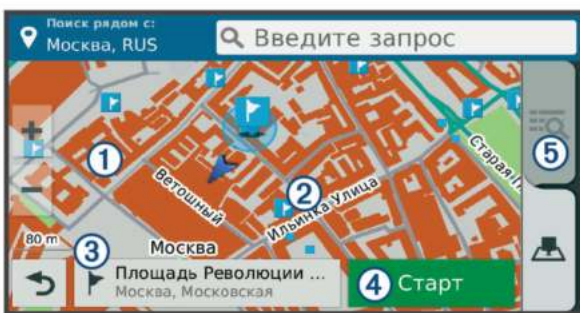 Поиск рядом с:
Москва, RUS
Введите запрос
1
5
Старая П
Ветошный
2
Ильинка Улица
80 m
3
Москва
Площадь Революции ...
Москва, Московская
4
Старт